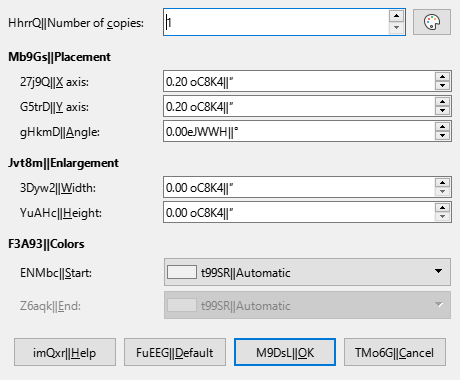 HhrrQ||Number of copies: 1
Mb9Gs||Placement
27j9Q||X axis: 0.20 oC8K4||″
G5trD||Y axis: 0.20 oC8K4||″
gHkmD||Angle: 0.00eJWWH||°
Jvt8m||Enlargement
3Dyw2||Width: 0.00 oC8K4||″
YuAHc||Height: 0.00 oC8K4||″
F3A93||Colors
ENMbc||Start: t99SR||Automatic
Z6aqk||End: t99SR||Automatic
imQxr||Help FuEEG||Default M9DsL||OK TMo6G||Cancel